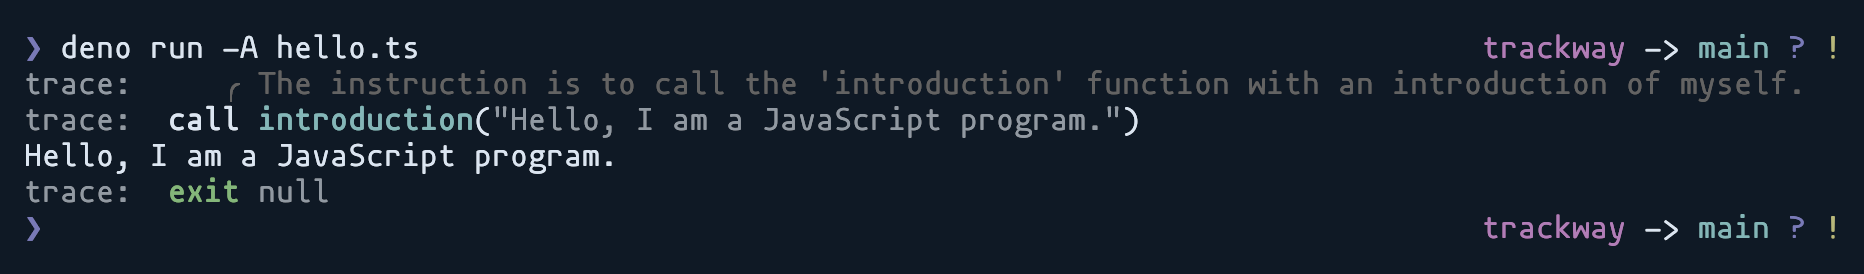 ❯ deno run -A hello.ts trackway -> main ? !
trace: ╭ The instruction is to call the 'introduction' function with an introduction of myself.
trace: call introduction("Hello, I am a JavaScript program.")
Hello, I am a JavaScript program.
trace: exit null
❯ trackway -> main ? !